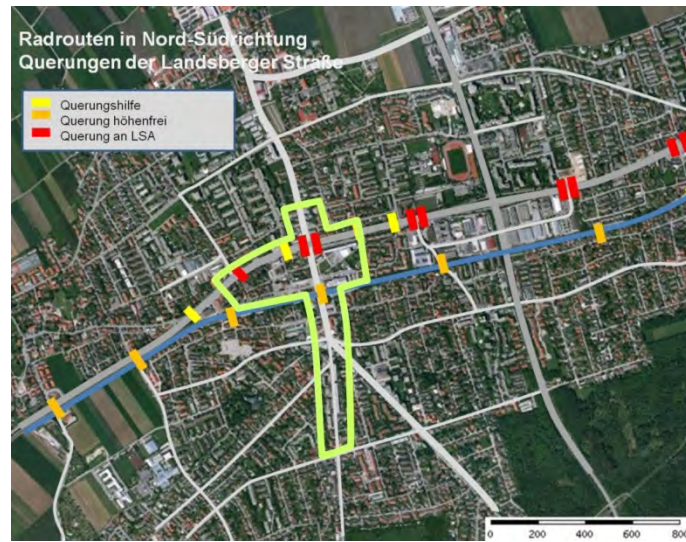 Radrouten in Nord-Südrichtung
Querungen der Landsberger Straße
Querungshilfe
Querung höhenfrei
Querung an LSA
0 200 400 600 800